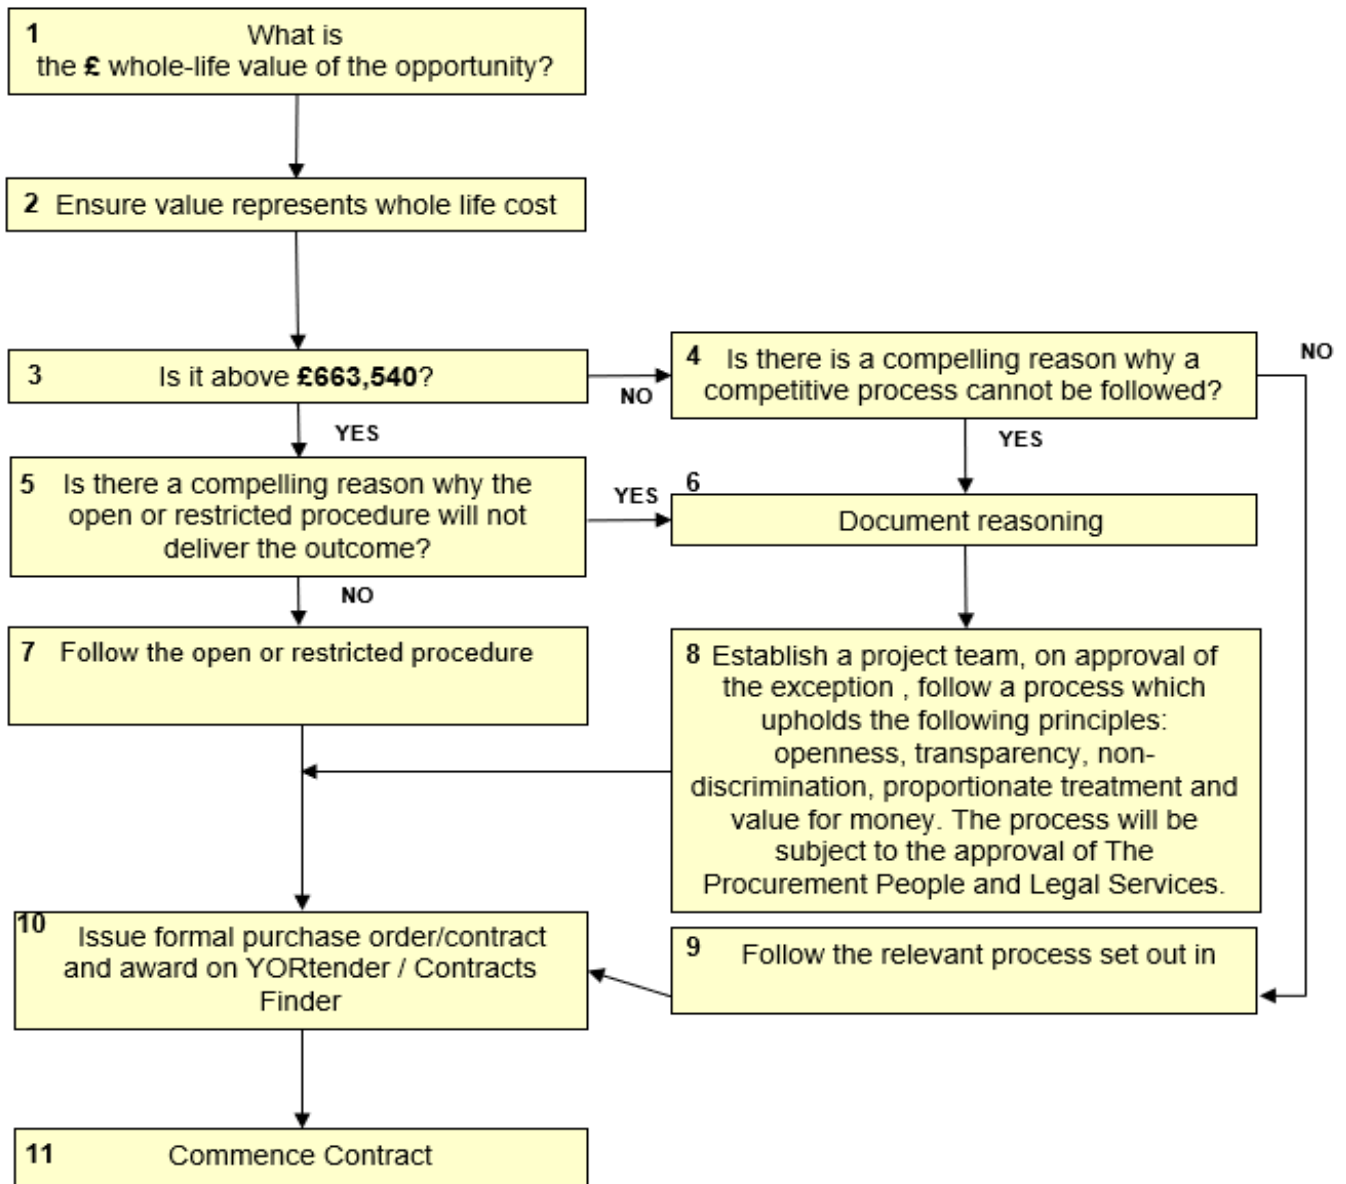 1 What is
the £ whole-life value of the opportunity?
2 Ensure value represents whole life cost
3 Is it above £663,540?
NO
4 Is there is a compelling reason why a
competitive process cannot be followed?
NO
YES
YES
5 Is there a compelling reason why the
open or restricted procedure will not
deliver the outcome?
YES
6
Document reasoning
NO
7 Follow the open or restricted procedure
8 Establish a project team, on approval of
the exception , follow a process which
upholds the following principles:
openness, transparency, non-
discrimination, proportionate treatment and
value for money. The process will be
subject to the approval of The
Procurement People and Legal Services.
9 Follow the relevant process set out in
10
Issue formal purchase order/contract
and award on YORtender / Contracts
Finder
11 Commence Contract